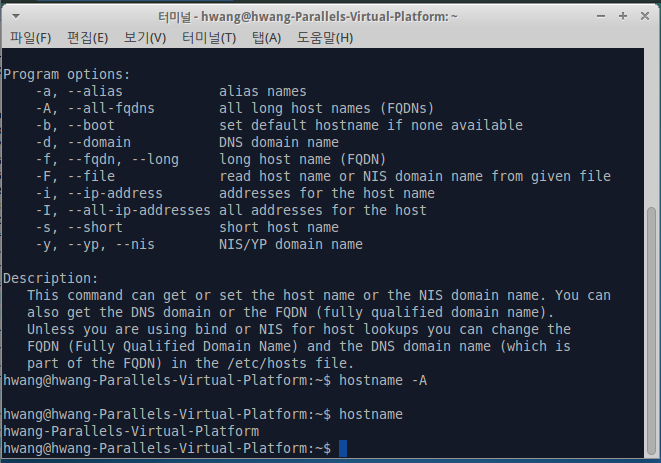 터미널 - hwang@hwang-Parallels-Virtual-Platform: ~
파일(F) 편집(E) 보기(V) 터미널(T) 탭(A) 도움말(H)
Program options:
    -a, --alias            alias names
    -A, --all-fqdns        all long host names (FQDNs)
    -b, --boot             set default hostname if none available
    -d, --domain           DNS domain name
    -f, --fqdn, --long     long host name (FQDN)
    -F, --file             read host name or NIS domain name from given file
    -i, --ip-address       addresses for the host name
    -I, --all-ip-addresses all addresses for the host
    -s, --short            short host name
    -y, --yp, --nis        NIS/YP domain name
Description:
   This command can get or set the host name or the NIS domain name. You can
   also get the DNS domain or the FQDN (fully qualified domain name).
   Unless you are using bind or NIS for host lookups you can change the
   FQDN (Fully Qualified Domain Name) and the DNS domain name (which is
   part of the FQDN) in the /etc/hosts file.
hwang@hwang-Parallels-Virtual-Platform:~$ hostname -A
hwang@hwang-Parallels-Virtual-Platform:~$ hostname
hwang-Parallels-Virtual-Platform
hwang@hwang-Parallels-Virtual-Platform:~$